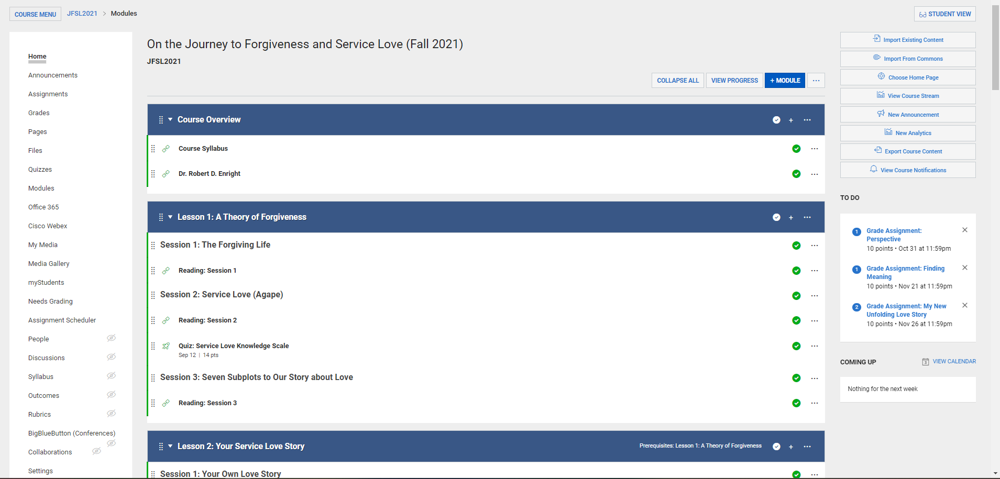 COURSE MENU
JFSL2021 > Modules
STUDENT VIEW
Home
Announcements
Assignments
Grades
Pages
Files
Quizzes
Modules
Office 365
Cisco Webex
My Media
Media Gallery
myStudents
Needs Grading
Assignment Scheduler
People
Discussions
Syllabus
Outcomes
Rubrics
BigBlueButton (Conferences)
Collaborations
Settings
On the Journey to Forgiveness and Service Love (Fall 2021)
JFSL2021
COLLAPSE ALL
VIEW PROGRESS
+ MODULE
Course Overview
Course Syllabus
Dr. Robert D. Enright
Lesson 1: A Theory of Forgiveness
Session 1: The Forgiving Life
Reading: Session 1
Session 2: Service Love (Agape)
Reading: Session 2
Quiz: Service Love Knowledge Scale
Sep 12 | 14 pts
Session 3: Seven Subplots to Our Story about Love
Reading: Session 3
Lesson 2: Your Service Love Story
Prerequisites: Lesson 1: A Theory of Forgiveness
Session 1: Your Own Love Story
Import Existing Content
Import From Commons
Choose Home Page
View Course Stream
New Announcement
New Analytics
Export Course Content
View Course Notifications
TO DO
1 Grade Assignment:
Perspective
10 points • Oct 31 at 11:59pm
1 Grade Assignment: Finding
Meaning
10 points • Nov 21 at 11:59pm
2 Grade Assignment: My New
Unfolding Love Story
10 points • Nov 26 at 11:59pm
COMING UP
3 VIEW CALENDAR
Nothing for the next week